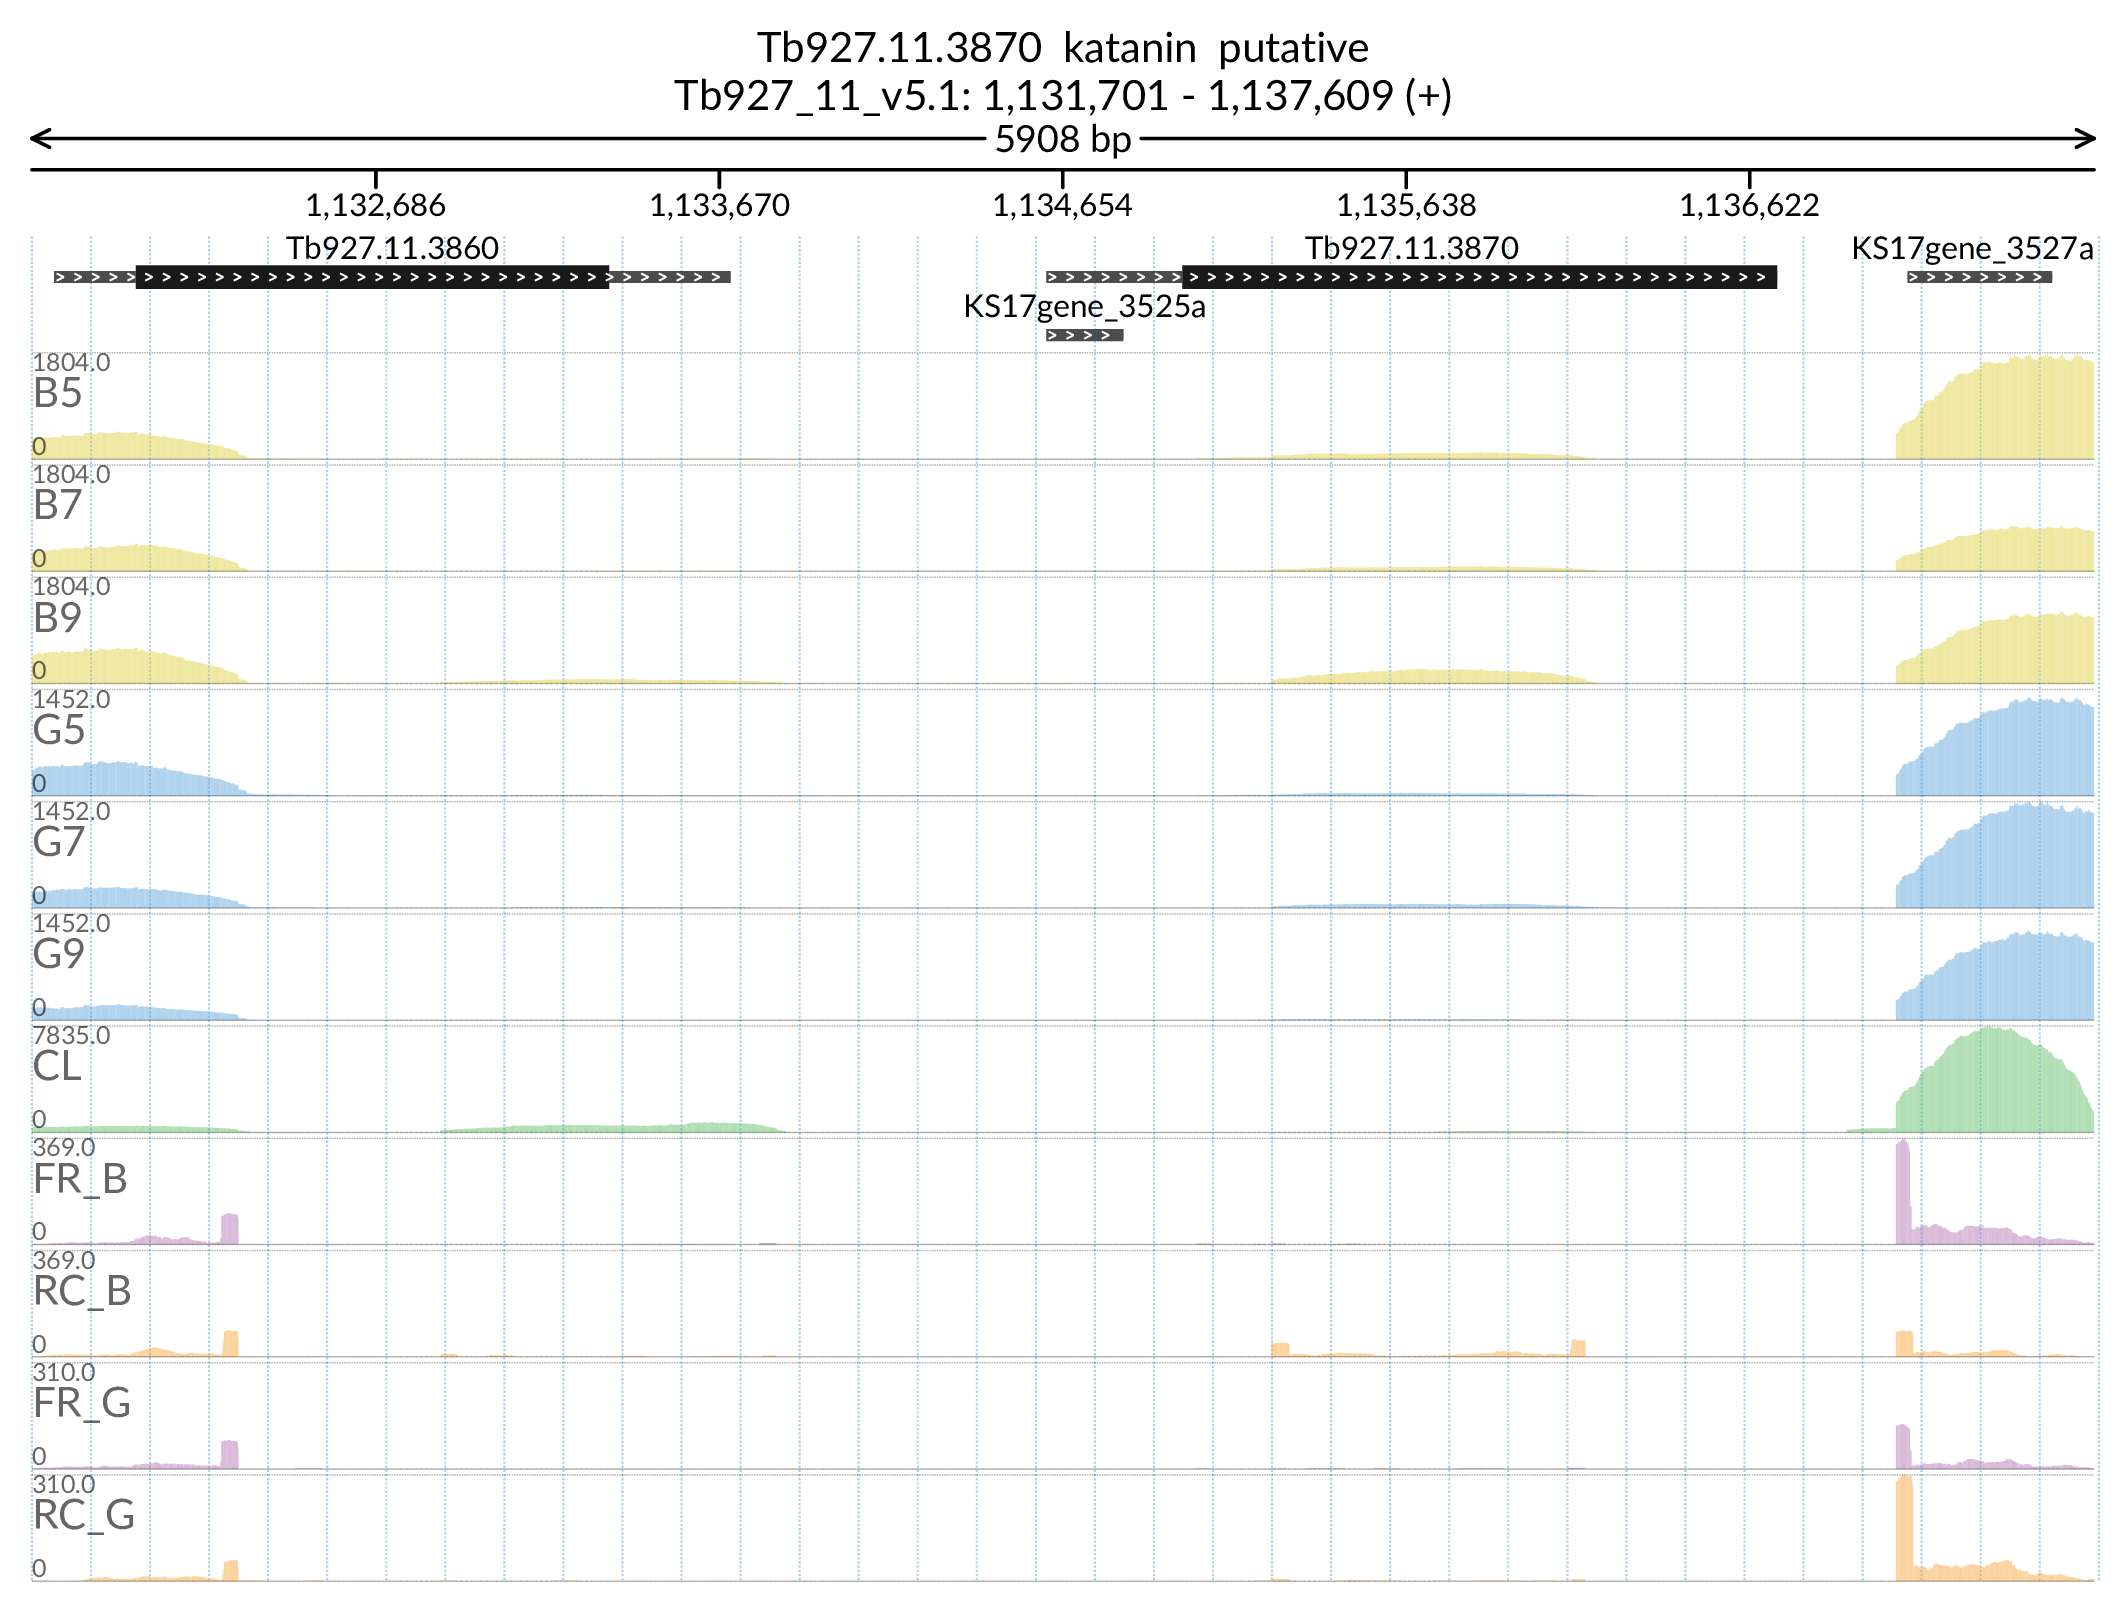 Tb927.11.3870 katanin putative
Tb927_11_v5.1: 1,131,701 - 1,137,609 (+)
5908 bp
1,132,686 1,133,670 1,134,654 1,135,638 1,136,622
Tb927.11.3860 Tb927.11.3870 KS17gene_3527a
KS17gene_3525a
1804.0
B5
0
1804.0
B7
0
1804.0
B9
0
1452.0
G5
0
1452.0
G7
0
1452.0
G9
0
7835.0
CL
0
369.0
FR_B
0
369.0
RC_B
0
310.0
FR_G
0
310.0
RC_G
0